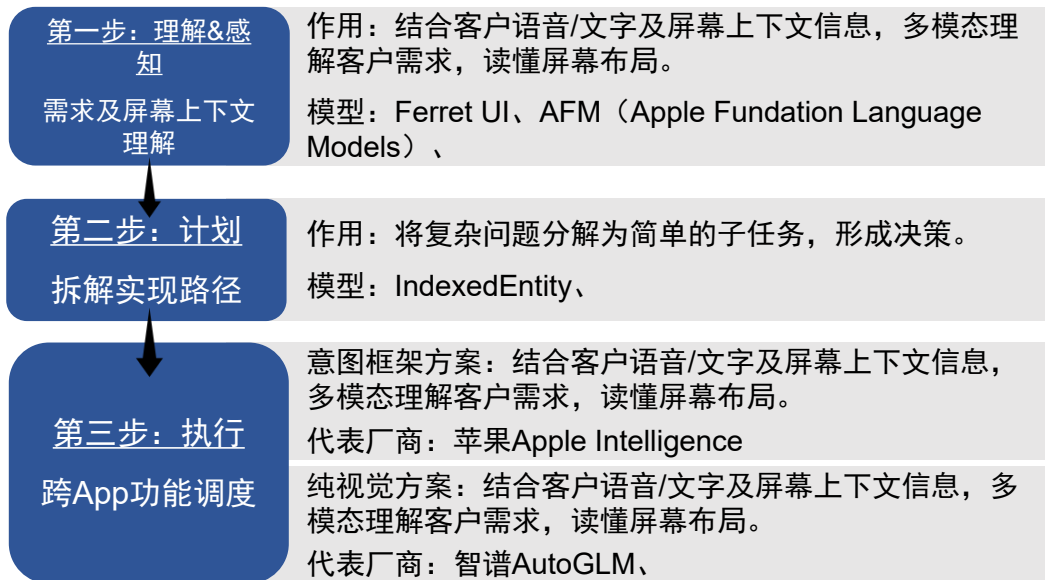 第一步：理解&感
知
需求及屏幕上下文
理解
作用：结合客户语音/文字及屏幕上下文信息，多模态理
解客户需求，读懂屏幕布局。
模型：Ferret UI、AFM（Apple Fundation Language
Models）、
第二步：计划
拆解实现路径
作用：将复杂问题分解为简单的子任务，形成决策。
模型：IndexedEntity、
第三步：执行
跨App功能调度
意图框架方案：结合客户语音/文字及屏幕上下文信息，
多模态理解客户需求，读懂屏幕布局。
代表厂商：苹果Apple Intelligence
纯视觉方案：结合客户语音/文字及屏幕上下文信息，多
模态理解客户需求，读懂屏幕布局。
代表厂商：智谱AutoGLM、